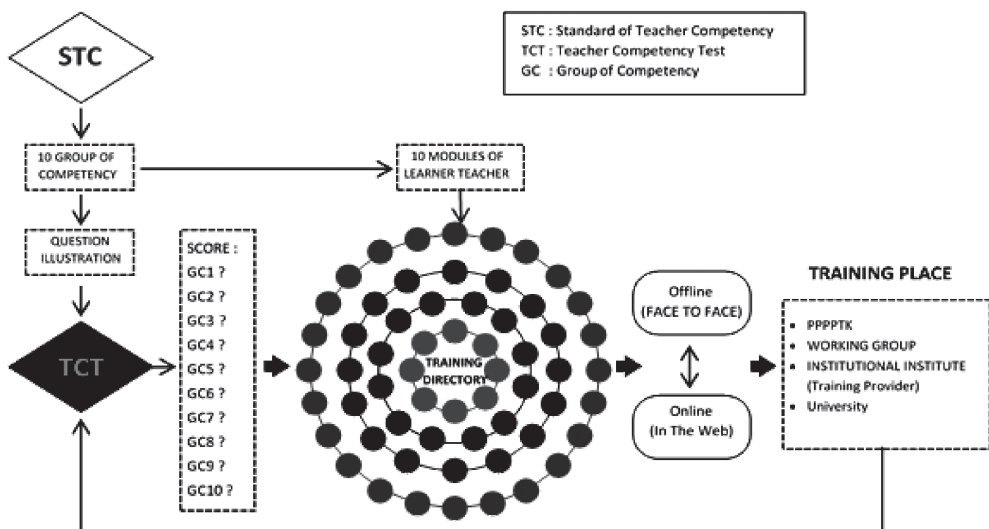 STC
STC : Standard of Teacher Competency
TCT : Teacher Competency Test
GC : Group of Competency
10 GROUP OF
COMPETENCY
10 MODULES OF
LEARNER TEACHER
QUESTION
ILLUSTRATION
TCT
SCORE :
GC1 ?
GC2 ?
GC3 ?
GC4 ?
GC5 ?
GC6 ?
GC7 ?
GC8 ?
GC9 ?
GC10 ?
TRAINING
DIRECTORY
Offline
(FACE TO FACE)
Online
(In The Web)
TRAINING PLACE
• PPPPTK
• WORKING GROUP
• INSTITUTIONAL INSTITUTE
(Training Provider)
• University